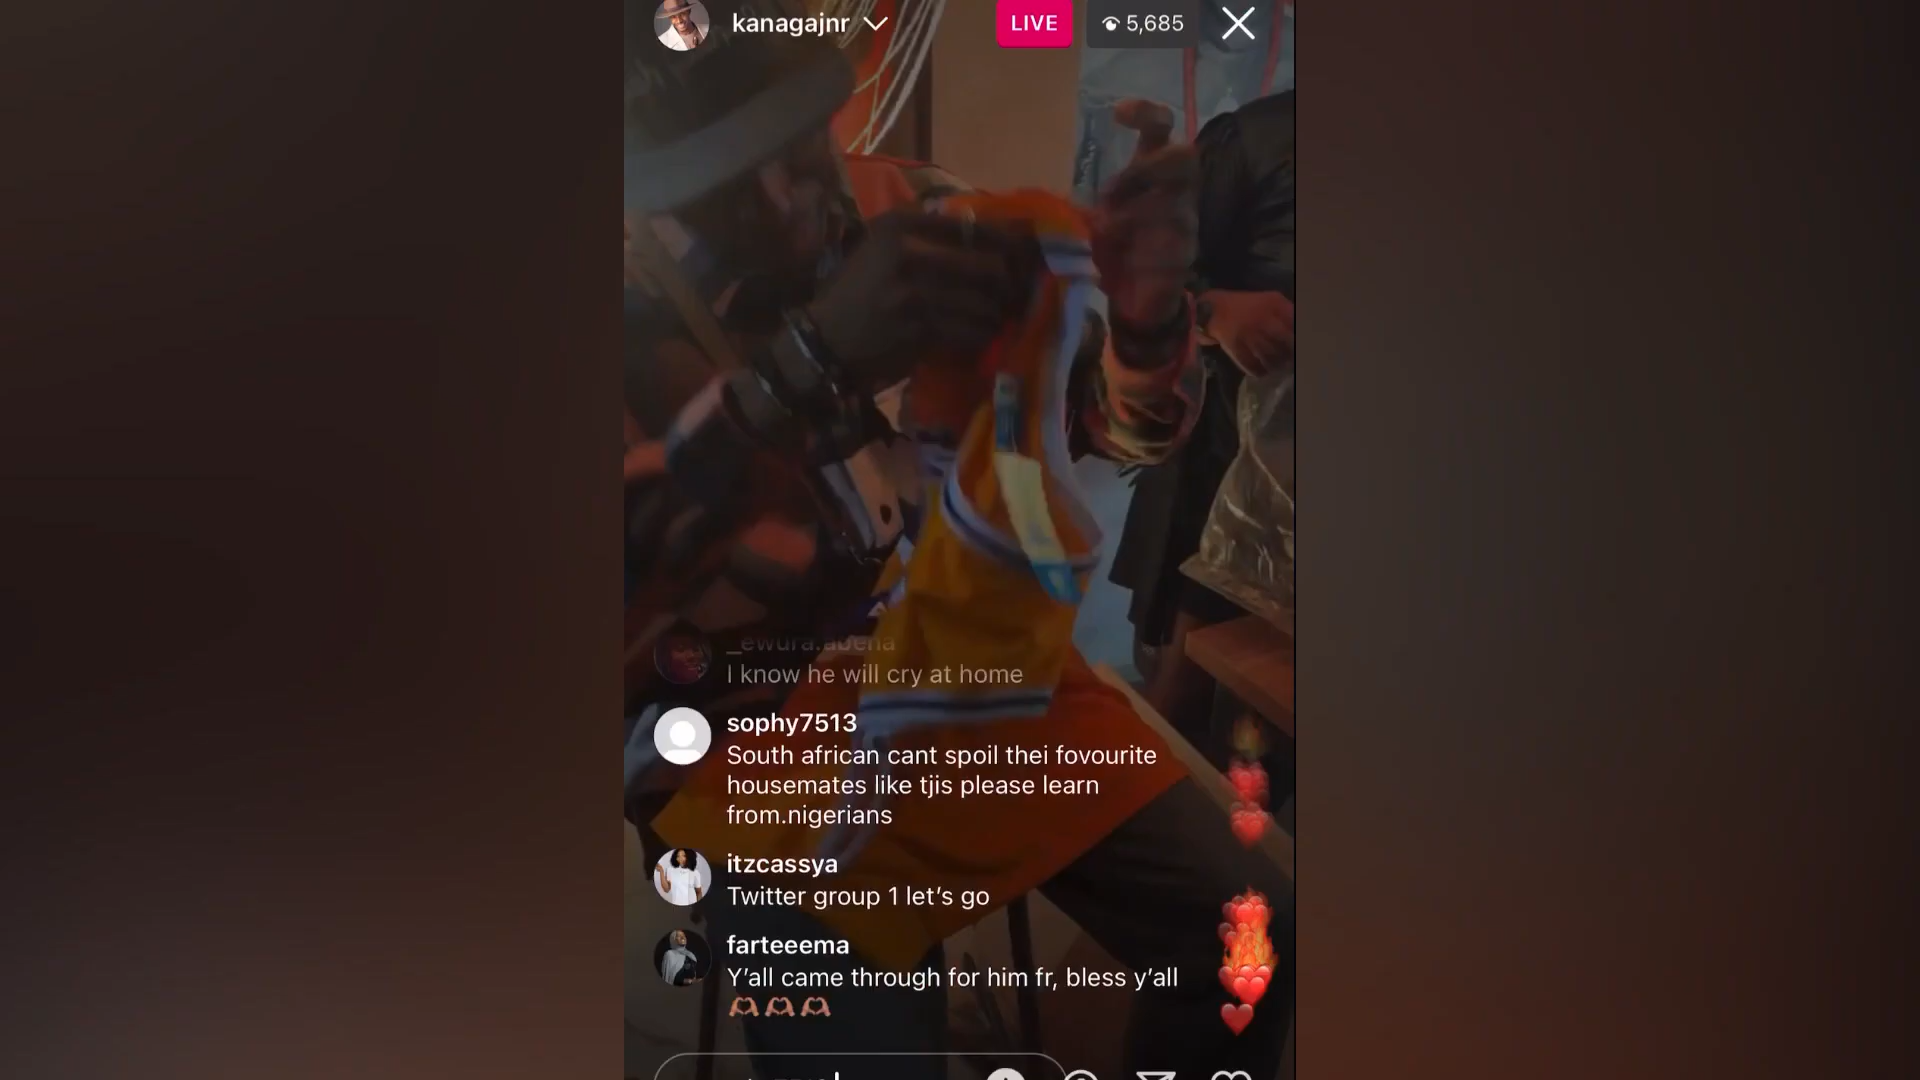 kanagajnr
LIVE
5,685
_ewura.abena
I know he will cry at home
sophy7513
South african cant spoil thei fovourite
housemates like tjis please learn
from.nigerians
itzcassya
Twitter group 1 let’s go
farteeema
Y’all came through for him fr, bless y’all
🫶🏽🫶🏽🫶🏽